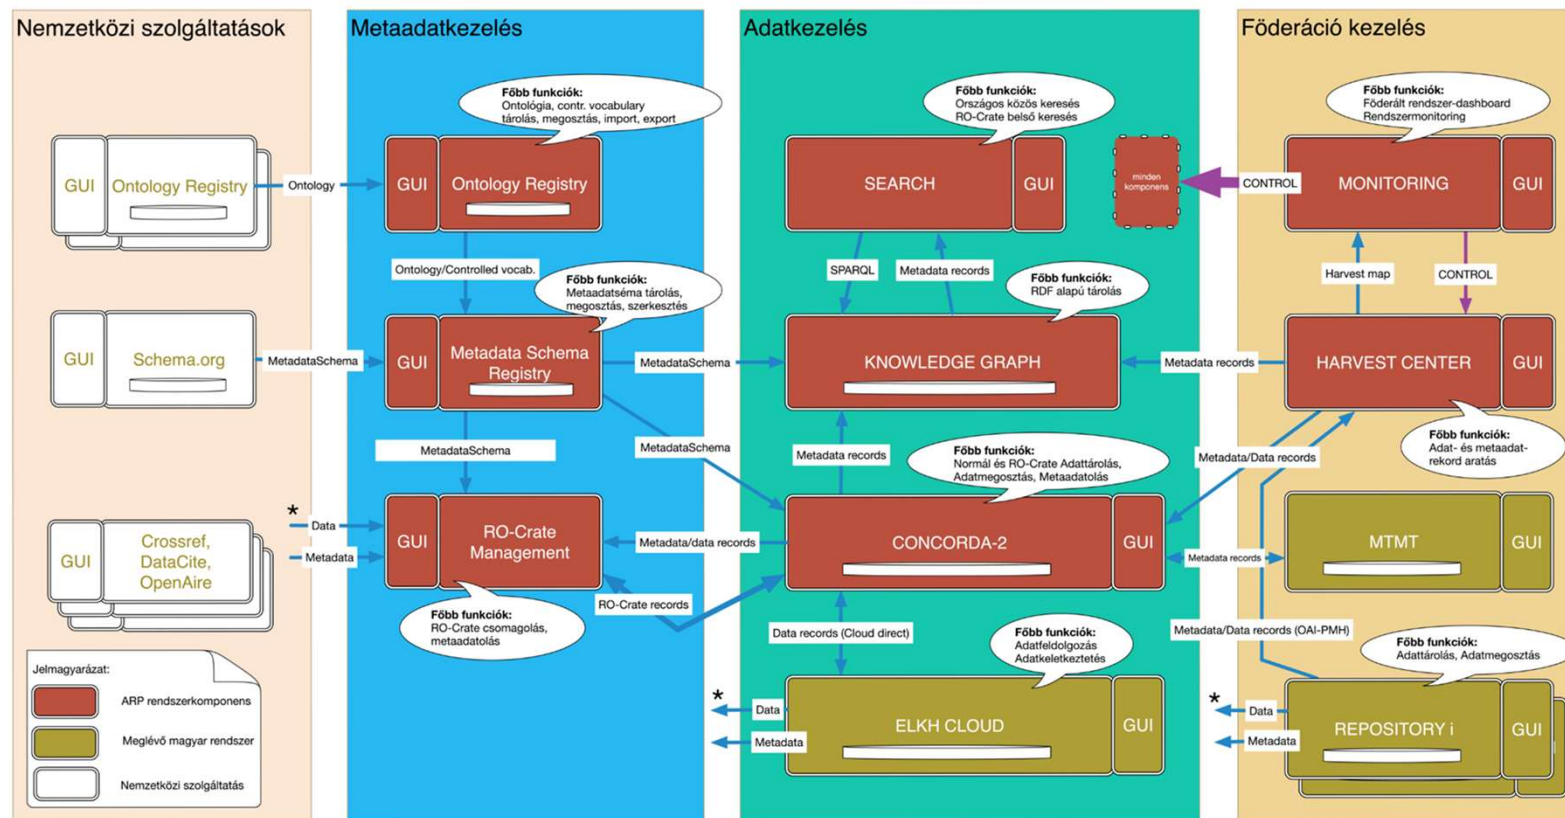 Nemzetközi szolgáltatások
GUI
Ontology Registry
Ontology
GUI
Schema.org
MetadataSchema
GUI
Crossref,
DataCite,
OpenAire
*
Data
Metadata
Jelmagyarázat:
ARP rendszerkomponens
Meglévő magyar rendszer
Nemzetközi szolgáltatás
Metaadatkezelés
Főbb funkciók:
Ontológia, contr. vocabulary
tárolás, megosztás, import, export
GUI
Ontology Registry
Ontology/Controlled vocab.
Főbb funkciók:
Metaadatséma tárolás,
megosztás, szerkesztés
GUI
Metadata Schema
Registry
MetadataSchema
MetadataSchema
MetadataSchema
GUI
RO-Crate
Management
Metadata/data records
RO-Crate records
Főbb funkciók:
RO-Crate csomagolás,
metaadatolás
Adatkezelés
Főbb funkciók:
Országos közös keresés
RO-Crate belső keresés
SEARCH
GUI
minden
komponens
SPARQL
Metadata records
Főbb funkciók:
RDF alapú tárolás
KNOWLEDGE GRAPH
Metadata records
Főbb funkciók:
Normál és RO-Crate Adattárolás,
Adatmegosztás, Metaadatolás
CONCORDA-2
GUI
Data records (Cloud direct)
Főbb funkciók:
Adatfeldolgozás
Adatkeletkeztetés
*
Data
Metadata
ELKH CLOUD
GUI
Föderáció kezelés
Főbb funkciók:
Föderált rendszer-dashboard
Rendszermonitoring
CONTROL
MONITORING
GUI
Harvest map
CONTROL
Metadata records
HARVEST CENTER
GUI
Főbb funkciók:
Adat- és metaadat-
rekord aratás
Metadata/Data records
Metadata records
MTMT
GUI
Metadata/Data records (OAI-PMH)
Főbb funkciók:
Adattárolás, Adatmegosztás
*
Data
Metadata
REPOSITORY i
GUI